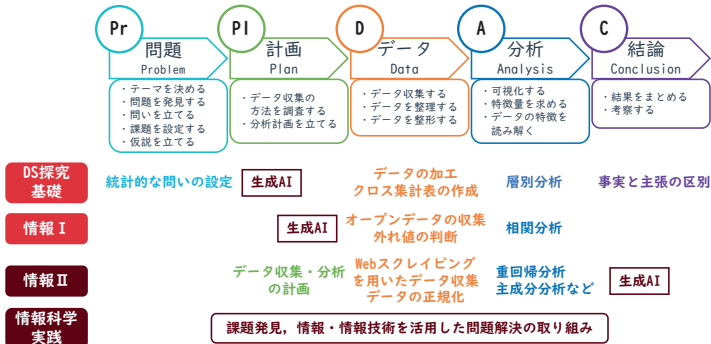 Pr
Pl
D
A
C
問題
計画
データ
分析
結論
Problem
Plan
Data
Analysis
Conclusion
・テーマを決める
・問題を発見する
・問いを立てる
・課題を設定する
・仮説を立てる
・データ収集の
方法を調査する
・分析計画を立てる
・データ収集する
・データを整理する
・データを整形する
・可視化する
・特徴量を求める
・データの特徴を
読み解く
・結果をまとめる
・考察する
DS探究
基礎
統計的な問いの設定
生成AI
データの加工
クロス集計表の作成
層別分析
事実と主張の区別
情報Ⅰ
生成AI
オープンデータの収集
外れ値の判断
相関分析
情報Ⅱ
データ収集・分析
の計画
Webスクレイピング
を用いたデータ収集
データの正規化
重回帰分析
主成分分析など
生成AI
情報科学
実践
課題発見，情報・情報技術を活用した問題解決の取り組み